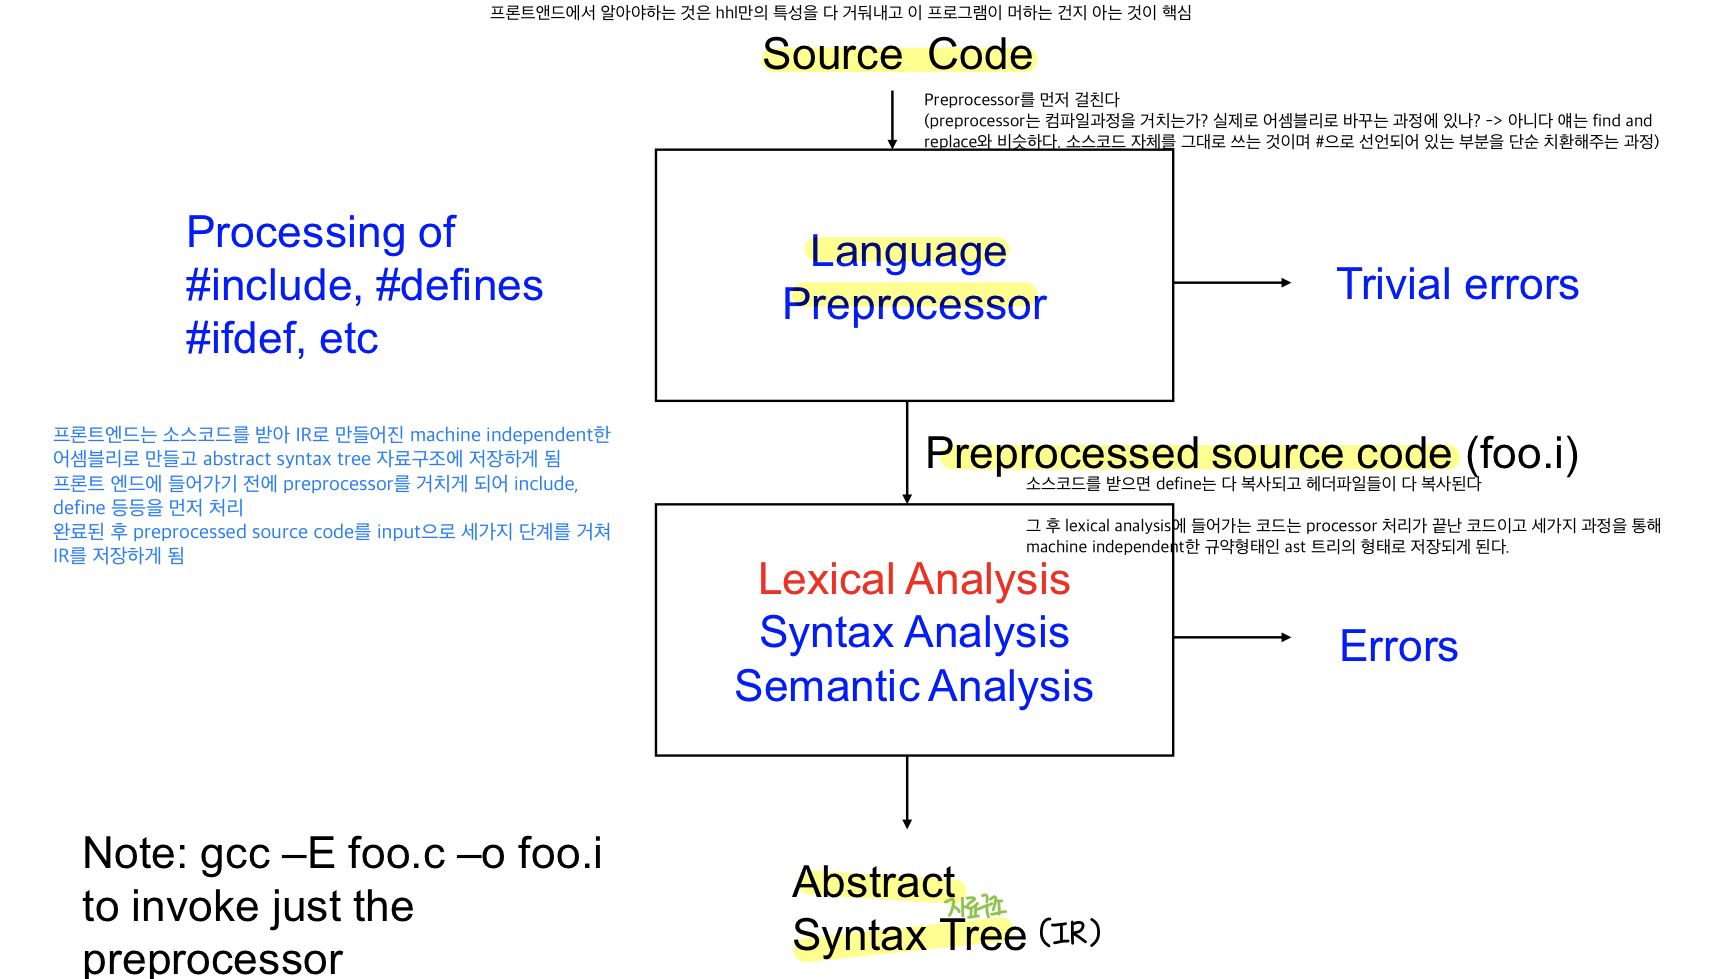 프론트앤드에서 알아야하는 것은 hhl만의 특성을 다 거둬내고 이 프로그램이 머하는 건지 아는 것이 핵심
Source Code
Preprocessor를 먼저 걸친다
(preprocessor는 컴파일과정을 거치는가? 실제로 어셈블리로 바꾸는 과정에 있나? -> 아니다 얘는 find and
replace와 비슷하다. 소스코드 자체를 그대로 쓰는 것이며 #으로 선언되어 있는 부분을 단순 치환해주는 과정)
Processing of
#include, #defines
#ifdef, etc
Language
Preprocessor
Trivial errors
프론트엔드는 소스코드를 받아 IR로 만들어진 machine independent한
어셈블리로 만들고 abstract syntax tree 자료구조에 저장하게 됨
프론트 엔드에 들어가기 전에 preprocessor를 거치게 되어 include,
define 등등을 먼저 처리
완료된 후 preprocessed source code를 input으로 세가지 단계를 거쳐
IR를 저장하게 됨
Preprocessed source code (foo.i)
소스코드를 받으면 define는 다 복사되고 헤더파일들이 다 복사된다
그 후 lexical analysis에 들어가는 코드는 processor 처리가 끝난 코드이고 세가지 과정을 통해
machine independent한 규약형태인 ast 트리의 형태로 저장되게 된다.
Lexical Analysis
Syntax Analysis
Semantic Analysis
Errors
Note: gcc –E foo.c –o foo.i
to invoke just the
preprocessor
Abstract
자료구조
Syntax Tree (IR)